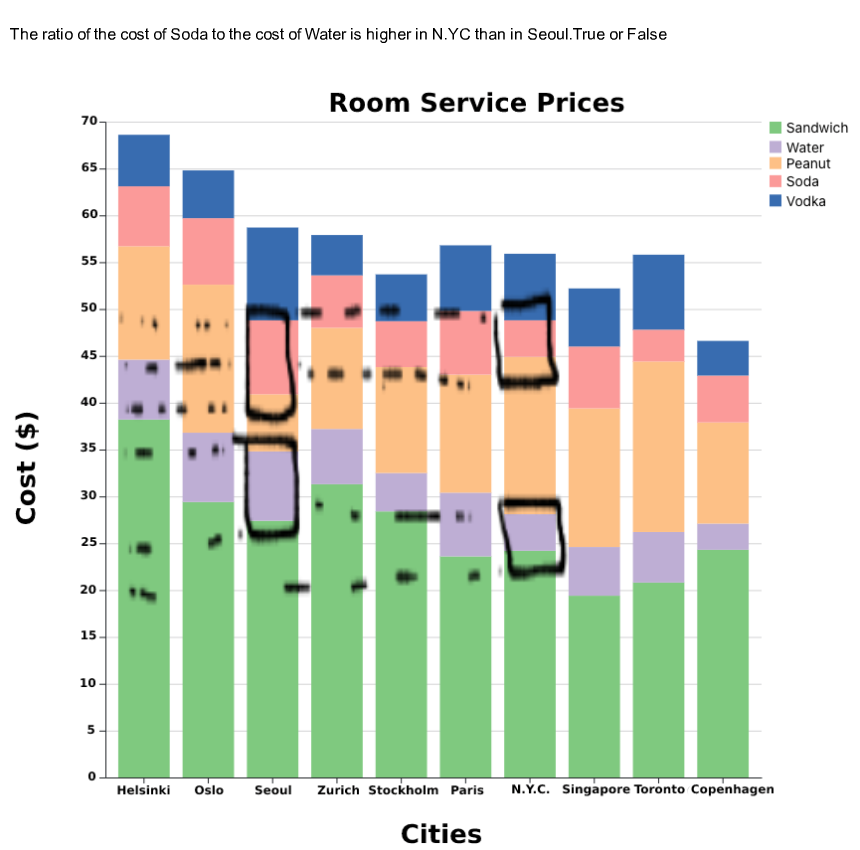 The ratio of the cost of Soda to the cost of Water is higher in N.YC than in Seoul.True or False
Room Service Prices
70
65
60
55
50
45
40
35
30
25
20
15
10
5
0
Cost ($)
Sandwich
Water
Peanut
Soda
Vodka
Helsinki Oslo Seoul Zurich Stockholm Paris N.Y.C. Singapore Toronto Copenhagen
Cities